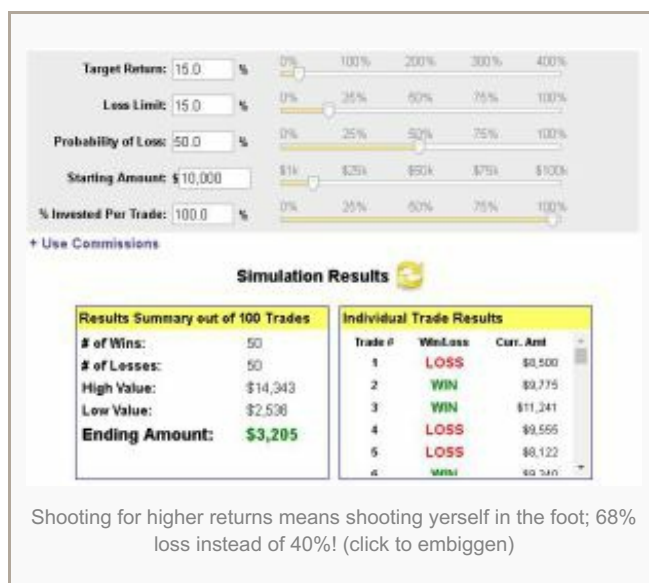 Target Return: 15.0 % 0% 100% 200% 300% 400%
Loss Limit: 15.0 % 0% 25% 50% 75% 100%
Probability of Loss: 50.0 % 0% 25% 50% 75% 100%
Starting Amount: $ 10,000 $1k $25k $50k $75k $100k
% Invested Per Trade: 100.0 % 0% 25% 50% 75% 100%
+ Use Commissions
Simulation Results
Results Summary out of 100 Trades
# of Wins: 50
# of Losses: 50
High Value: $14,343
Low Value: $2,536
Ending Amount: $3,205
Individual Trade Results
Trade # Win/Loss Curr. Amt
1 LOSS $8,500
2 WIN $9,775
3 WIN $11,241
4 LOSS $9,555
5 LOSS $8,122
6 WIN $9,340
Shooting for higher returns means shooting yerself in the foot; 68%
loss instead of 40%! (click to embiggen)